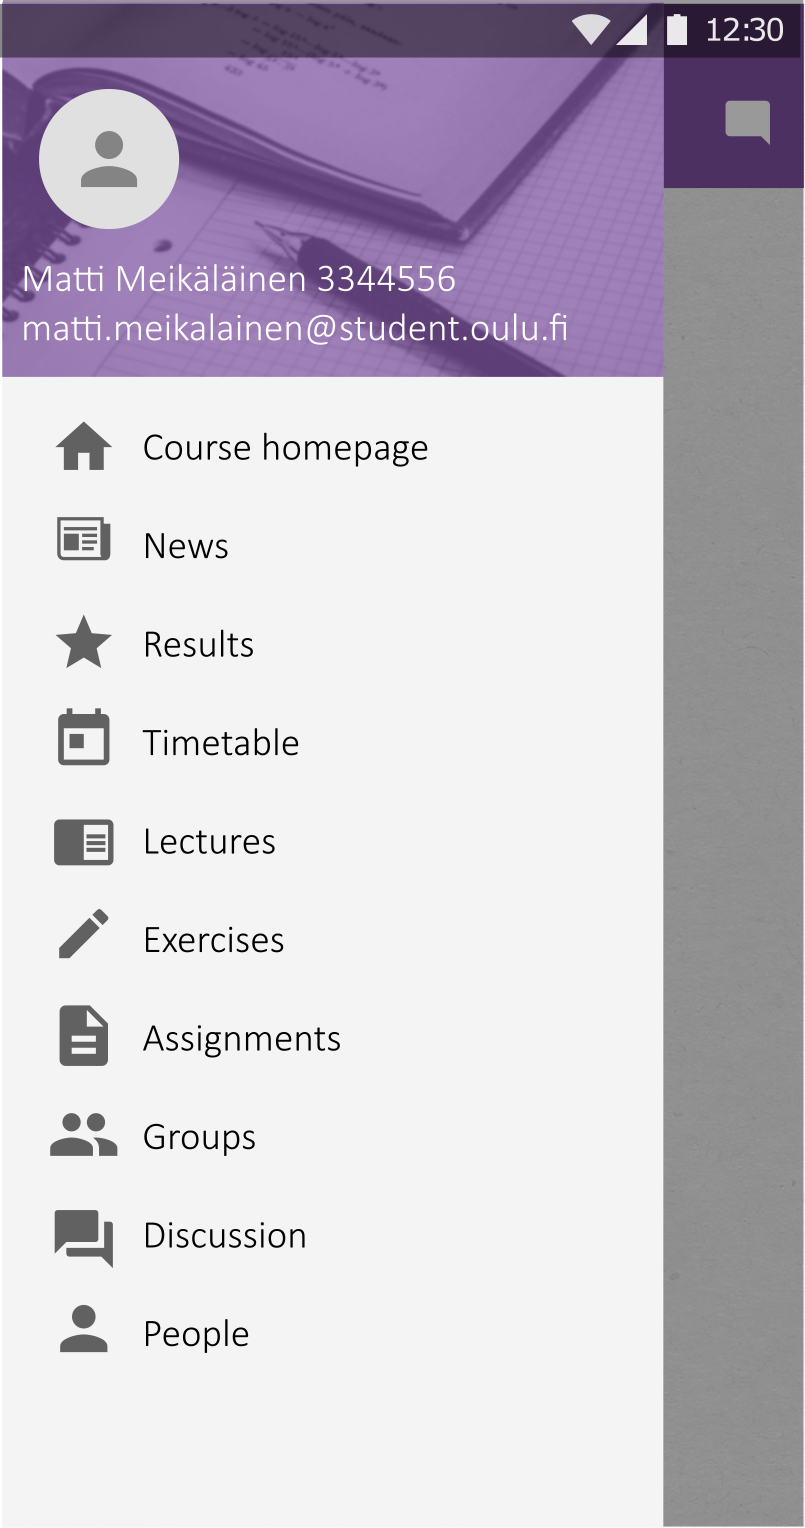 12:30
Matti Meikäläinen 3344556
matti.meikalainen@student.oulu.fi
Course homepage
News
Results
Timetable
Lectures
Exercises
Assignments
Groups
Discussion
People